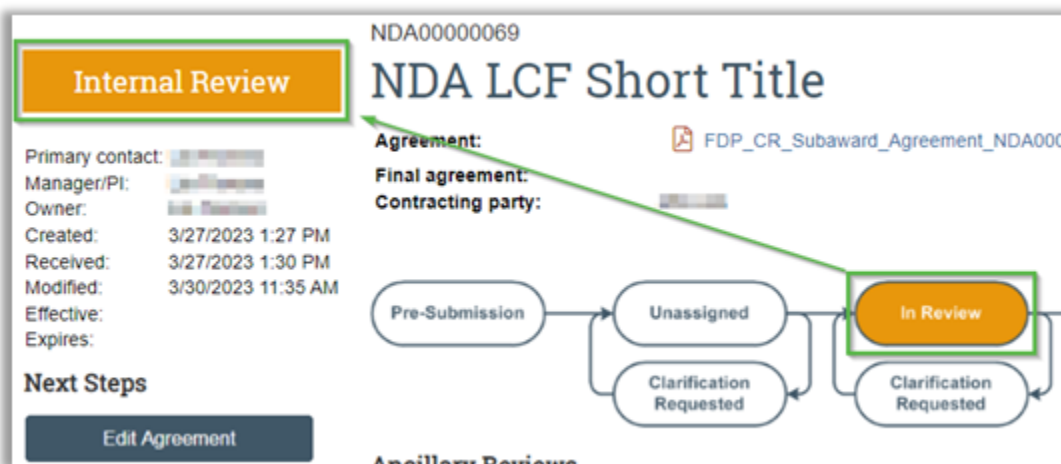 Internal Review
NDA00000069
NDA LCF Short Title
Primary contact:
Manager/PI:
Owner:
Created: 3/27/2023 1:27 PM
Received: 3/27/2023 1:30 PM
Modified: 3/30/2023 11:35 AM
Effective:
Expires:
Next Steps
Edit Agreement
Agreement: FDP_CR_Subaward_Agreement_NDA000
Final agreement:
Contracting party:
Pre-Submission
Unassigned
In Review
Clarification
Requested
Clarification
Requested
Ancillary Reviews